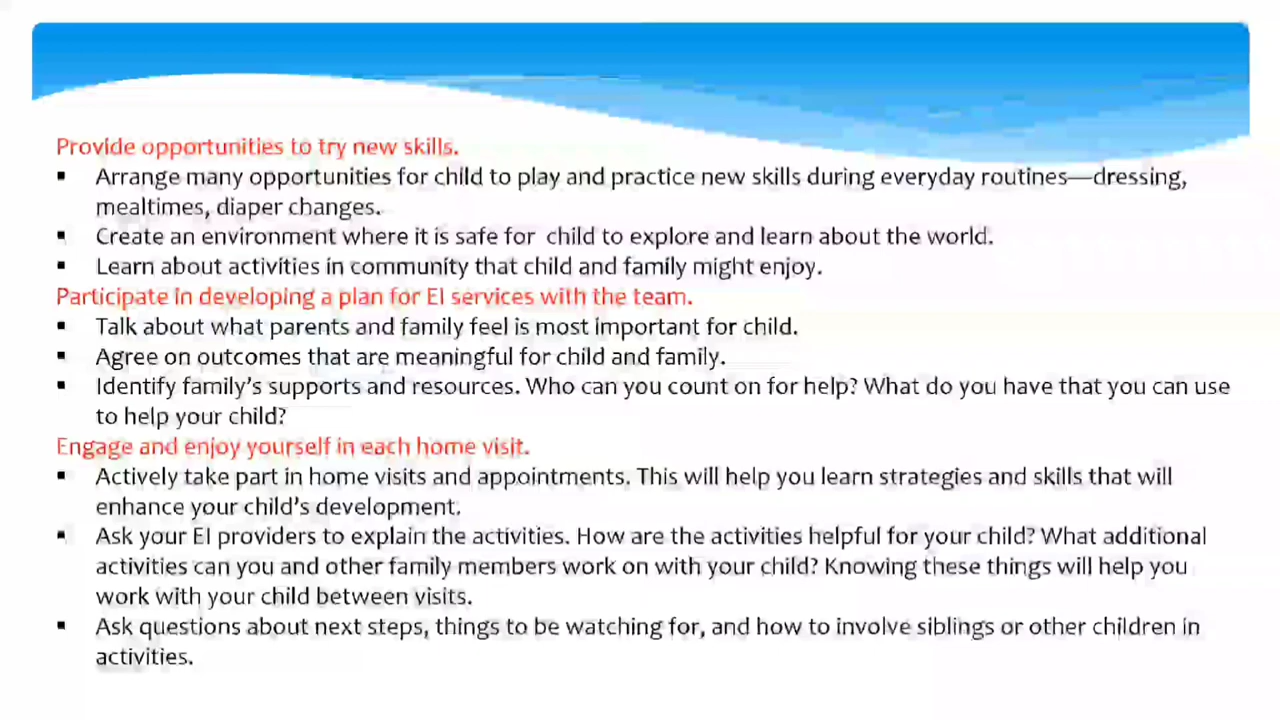 Provide opportunities to try new skills.
▪ Arrange many opportunities for child to play and practice new skills during everyday routines—dressing,
mealtimes, diaper changes.
▪ Create an environment where it is safe for child to explore and learn about the world.
▪ Learn about activities in community that child and family might enjoy.
Participate in developing a plan for EI services with the team.
▪ Talk about what parents and family feel is most important for child.
▪ Agree on outcomes that are meaningful for child and family.
▪ Identify family's supports and resources. Who can you count on for help? What do you have that you can use
to help your child?
Engage and enjoy yourself in each home visit.
▪ Actively take part in home visits and appointments. This will help you learn strategies and skills that will
enhance your child's development.
▪ Ask your EI providers to explain the activities. How are the activities helpful for your child? What additional
activities can you and other family members work on with your child? Knowing these things will help you
work with your child between visits.
▪ Ask questions about next steps, things to be watching for, and how to involve siblings or other children in
activities.